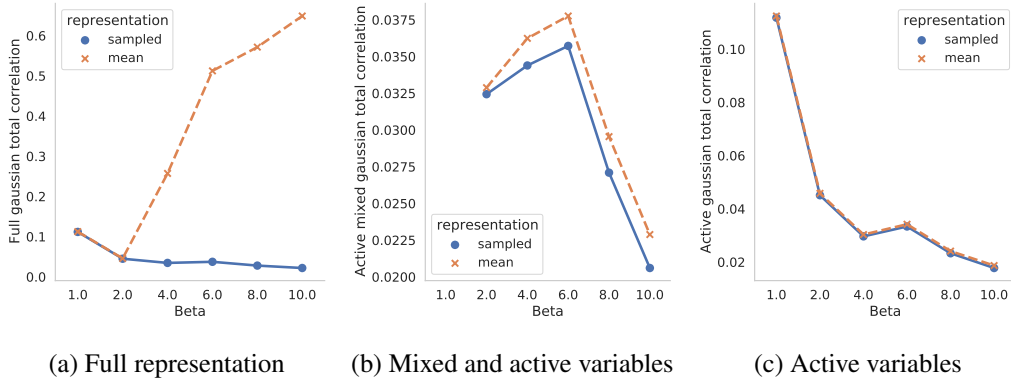 Full gaussian total correlation
0.6
0.5
0.4
0.3
0.2
0.1
0.0
representation
sampled
mean
1.0 2.0 4.0 6.0 8.0 10.0
Beta
(a) Full representation
Active mixed gaussian total correlation
0.0375
0.0350
0.0325
0.0300
0.0275
0.0250
0.0225
0.0200
representation
sampled
mean
1.0 2.0 4.0 6.0 8.0 10.0
Beta
(b) Mixed and active variables
Active gaussian total correlation
0.10
0.08
0.06
0.04
0.02
representation
sampled
mean
1.0 2.0 4.0 6.0 8.0 10.0
Beta
(c) Active variables